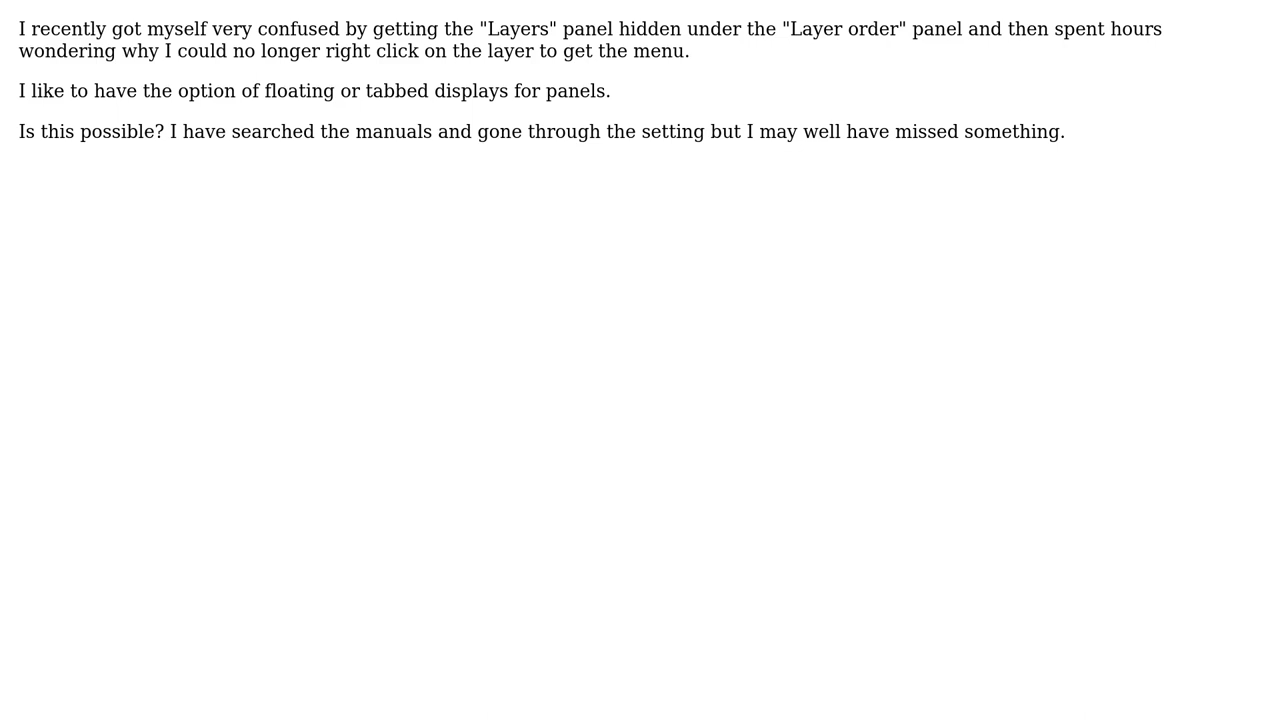 I recently got myself very confused by getting the "Layers" panel hidden under the "Layer order" panel and then spent hours
wondering why I could no longer right click on the layer to get the menu.
I like to have the option of floating or tabbed displays for panels.
Is this possible? I have searched the manuals and gone through the setting but I may well have missed something.